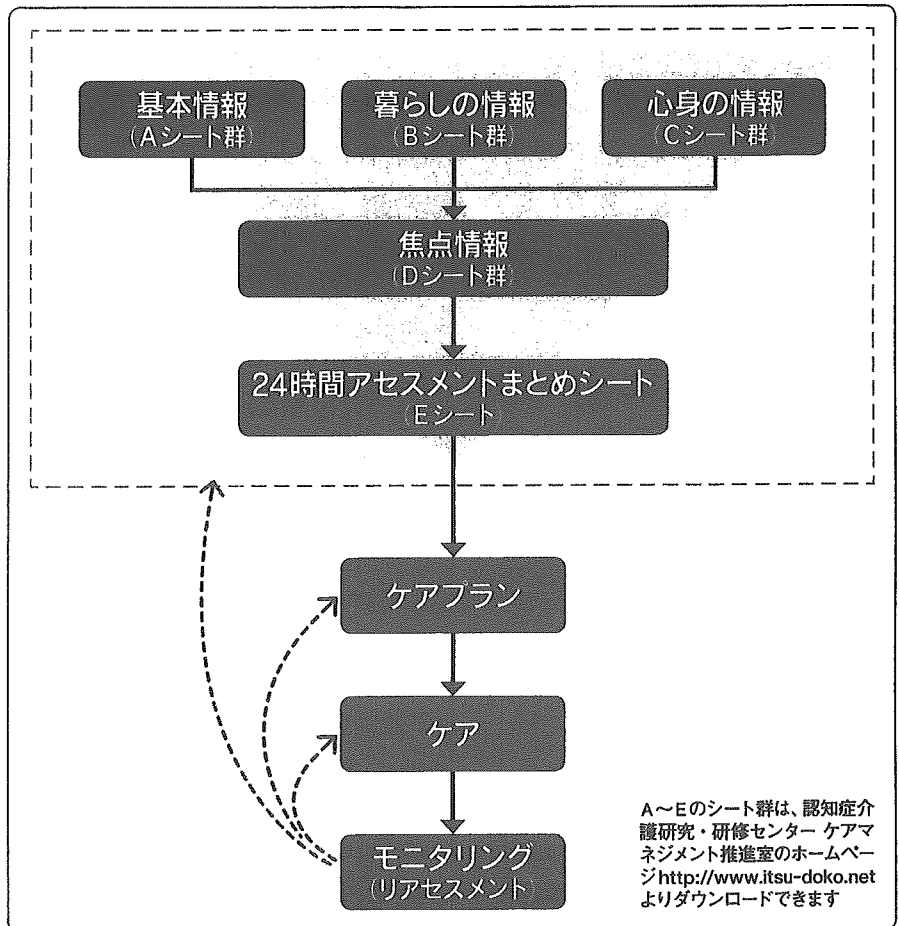 基本情報
(Aシート群)
暮らしの情報
(Bシート群)
心身の情報
(Cシート群)
焦点情報
(Dシート群)
24時間アセスメントまとめシート
(Eシート)
ケアプラン
ケア
モニタリング
(リアセスメント)
A～Eのシート群は、認知症介
護研究・研修センター ケアマ
ネジメント推進室のホームペー
ジhttp://www.itsu-doko.net
よりダウンロードできます